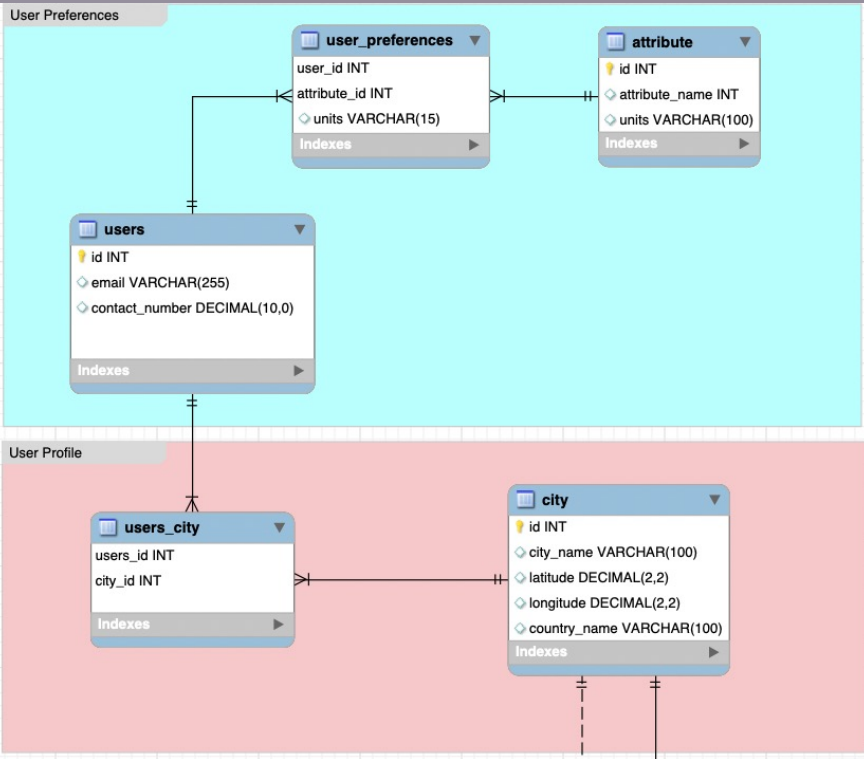 User Preferences
user_preferences
user_id INT
attribute_id INT
units VARCHAR(15)
Indexes
attribute
id INT
attribute_name INT
units VARCHAR(100)
Indexes
users
id INT
email VARCHAR(255)
contact_number DECIMAL(10,0)
Indexes
User Profile
users_city
users_id INT
city_id INT
Indexes
city
id INT
city_name VARCHAR(100)
latitude DECIMAL(2,2)
longitude DECIMAL(2,2)
country_name VARCHAR(100)
Indexes